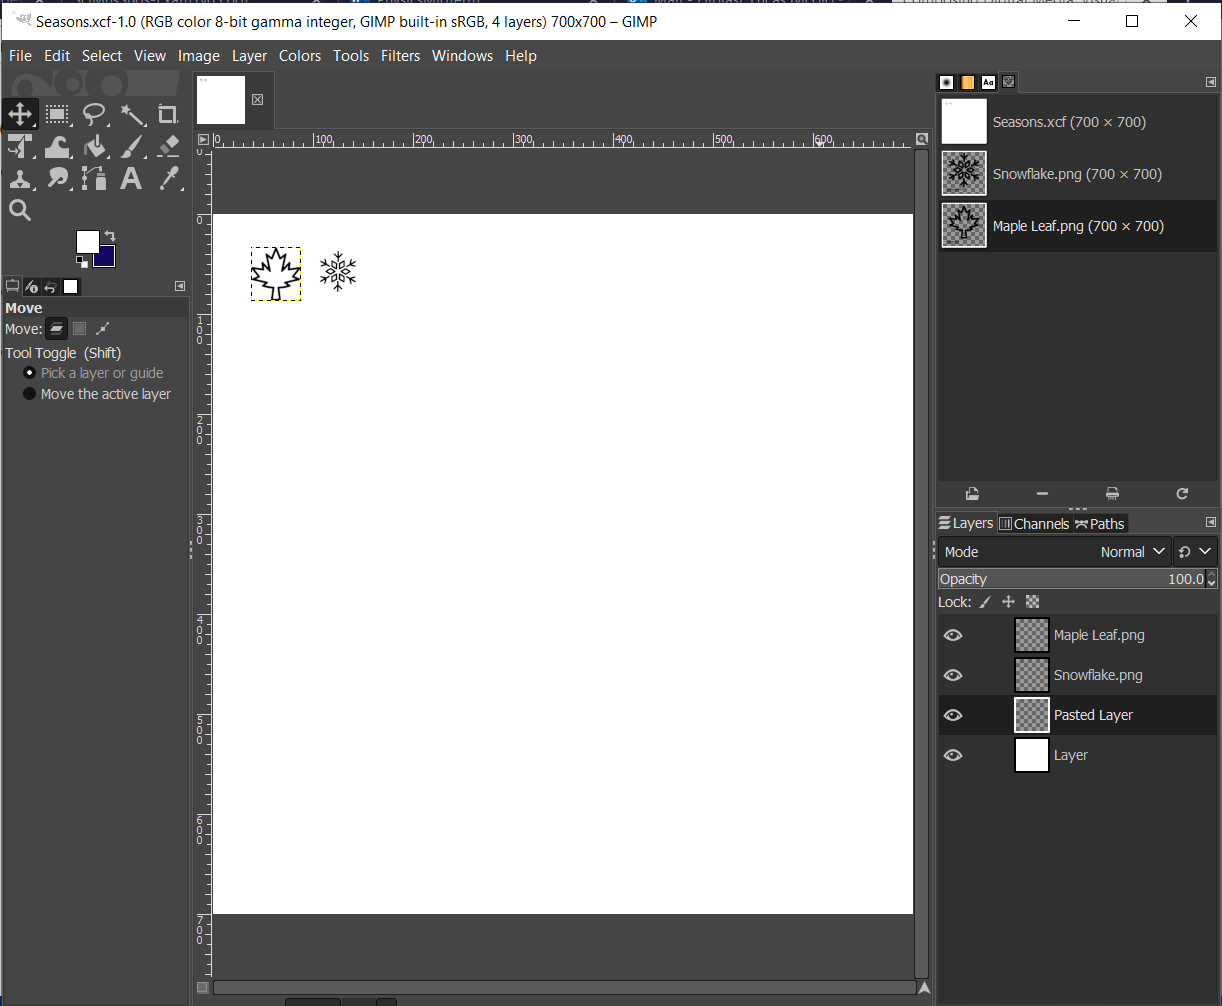 Seasons.xcf-1.0 (RGB color 8-bit gamma integer, GIMP built-in sRGB, 4 layers) 700x700 – GIMP
File Edit Select View Image Layer Colors Tools Filters Windows Help
0 100 200 300 400 500 600
Aa
Seasons.xcf (700 × 700)
Snowflake.png (700 × 700)
Maple Leaf.png (700 × 700)
A
Move
Move:
Tool Toggle (Shift)
Pick a layer or guide
Move the active layer
0
0
100
200
300
400
500
600
700
Layers Channels Paths
Mode Normal
Opacity 100.0
Lock:
Maple Leaf.png
Snowflake.png
Pasted Layer
Layer